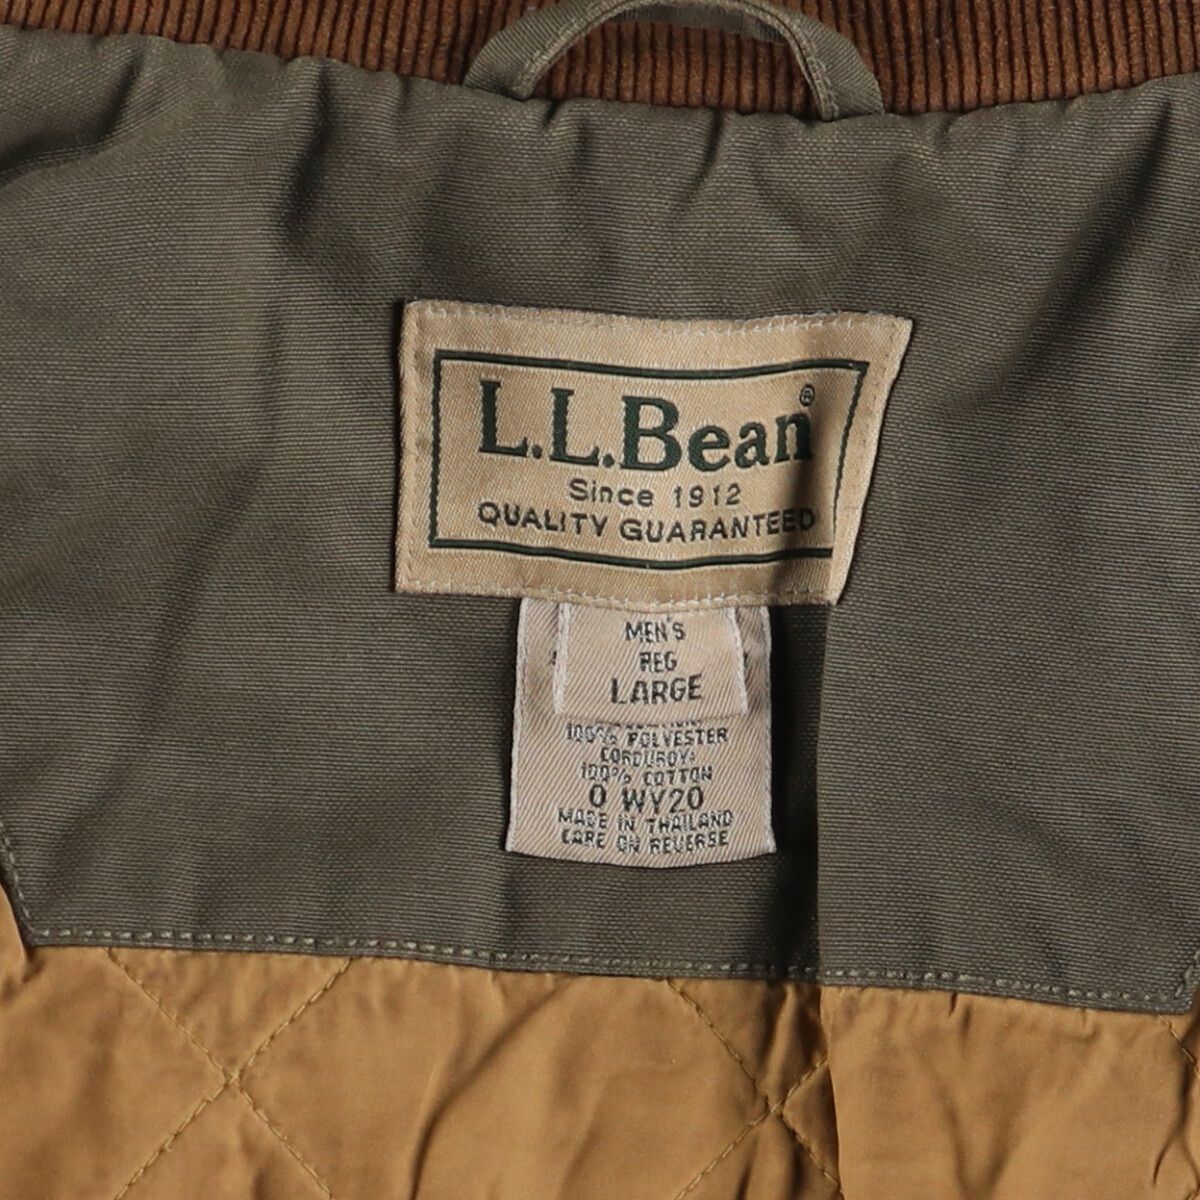 L.L.Bean®
Since 1912
QUALITY GUARANTEED
MEN'S
REG
LARGE
100% POLYESTER
CORDUROY:
100% COTTON
0 WY20
MADE IN THAILAND
CARE ON REVERSE